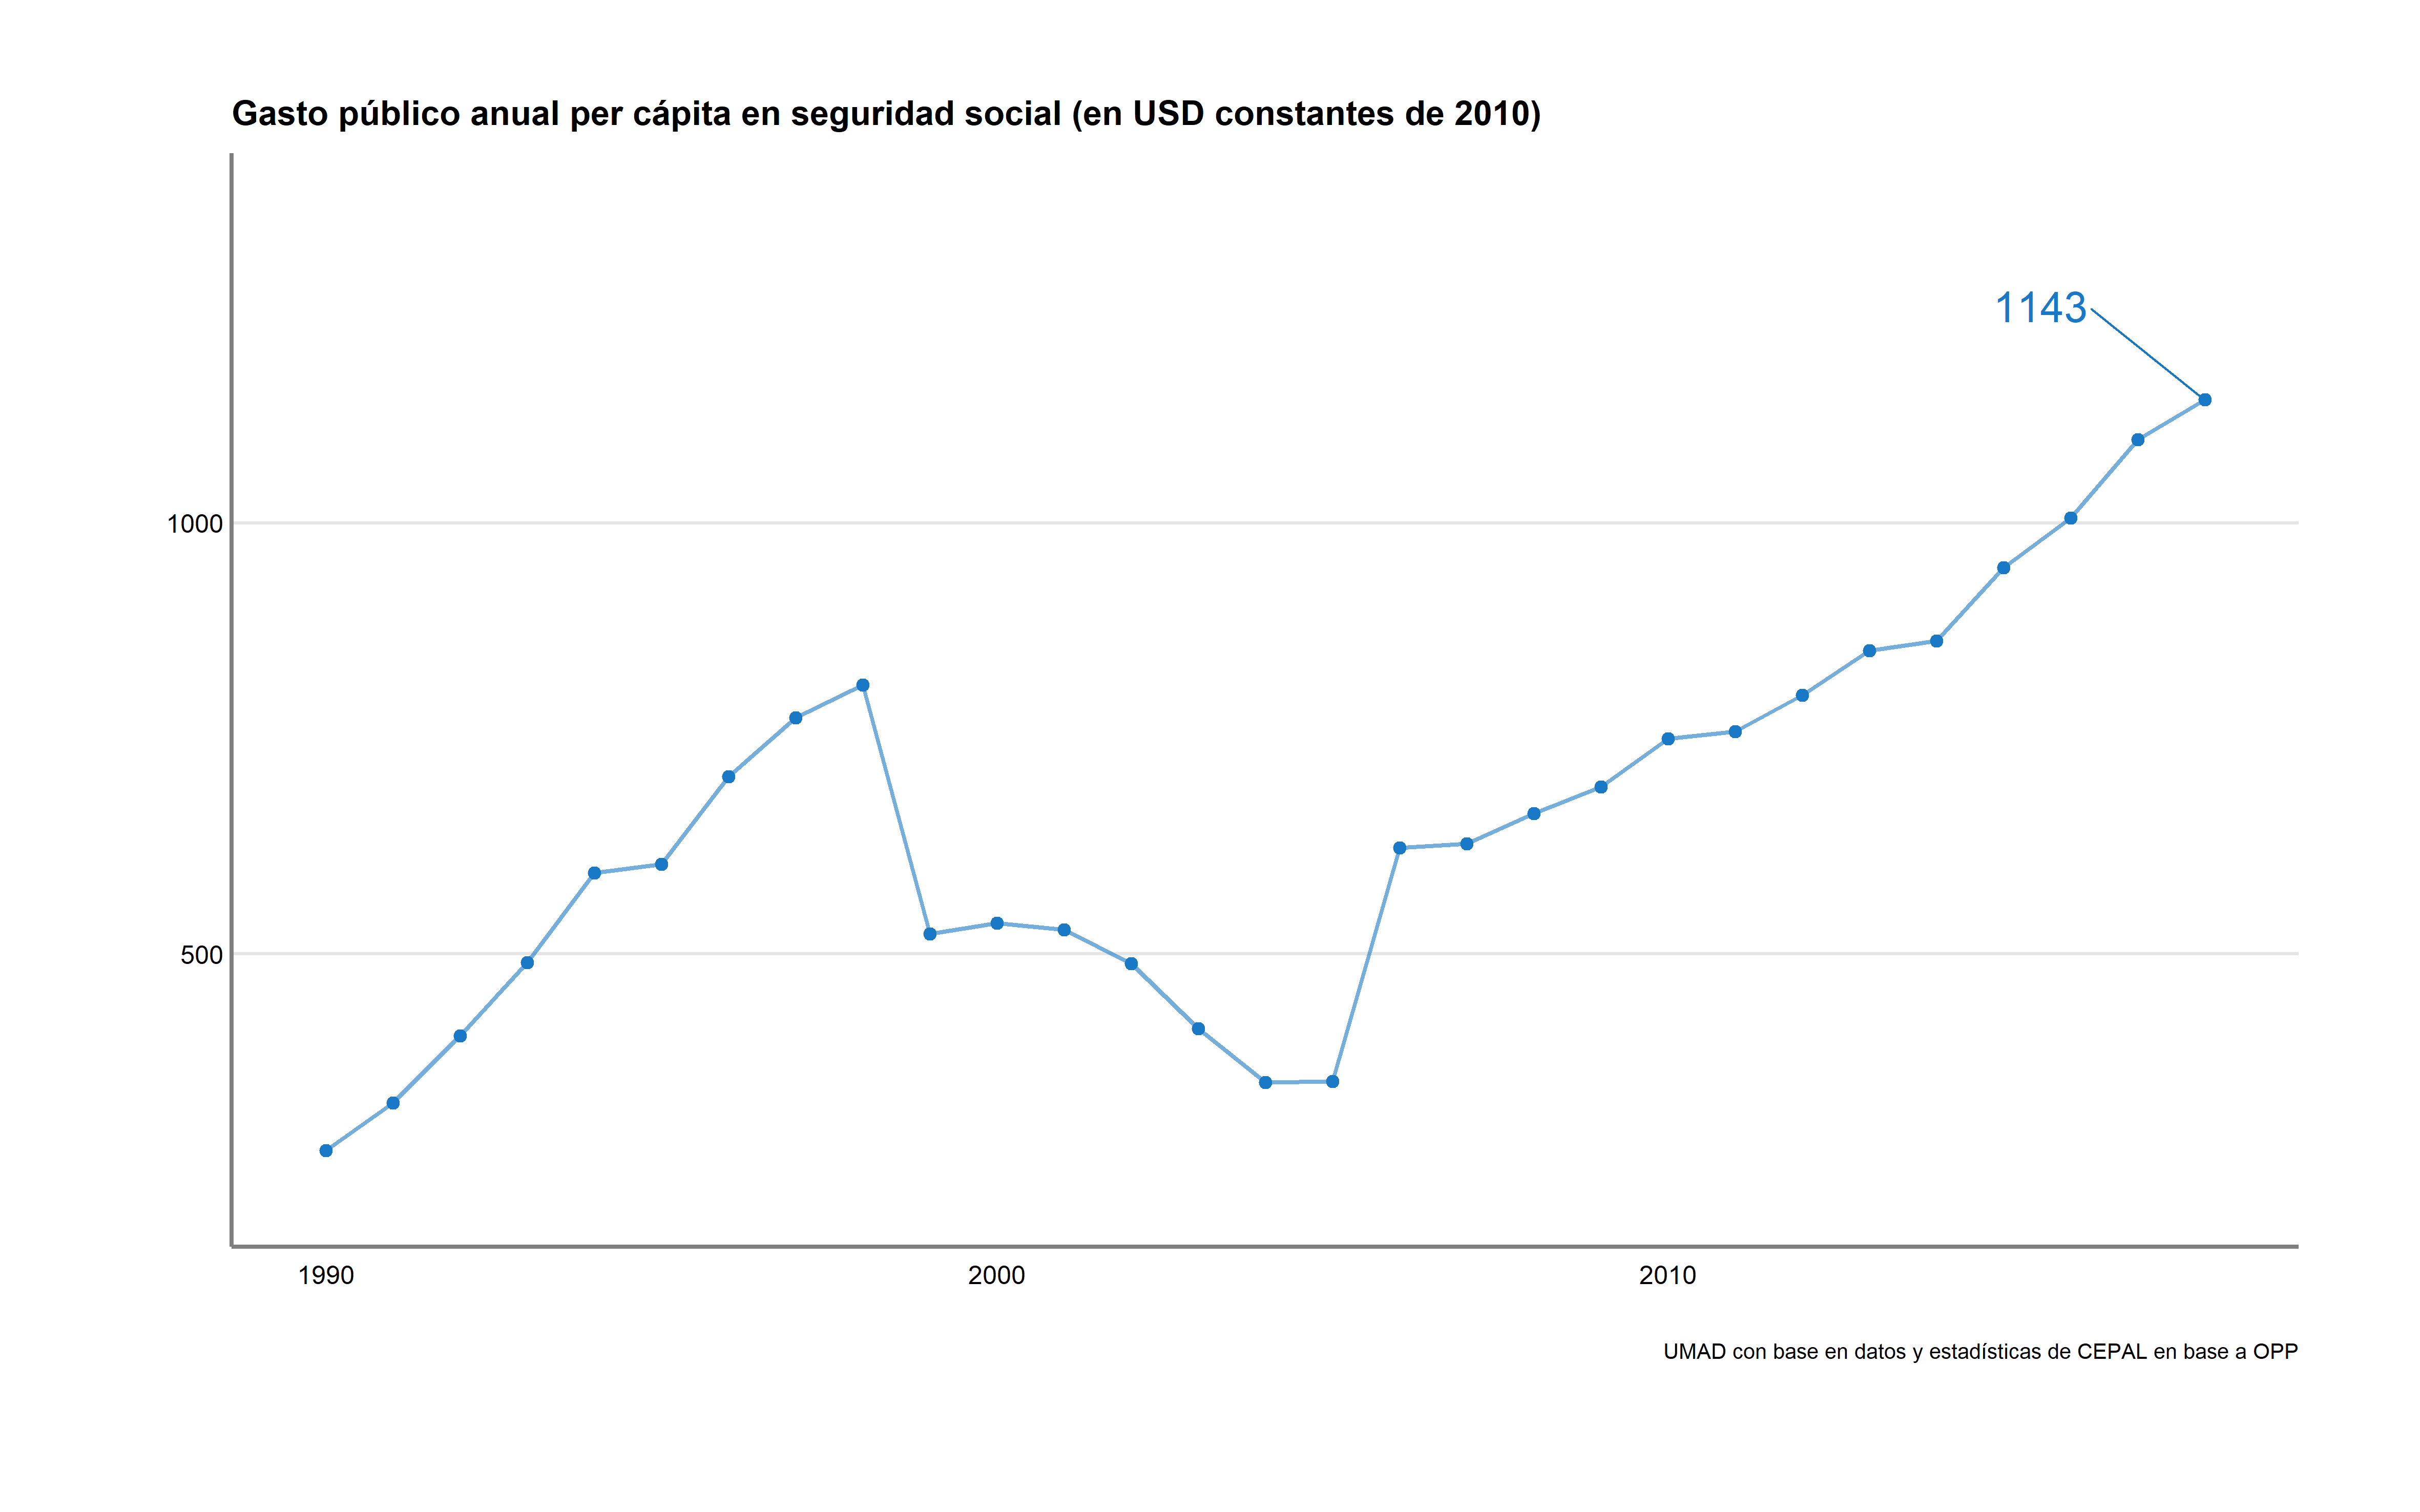 Gasto público anual per cápita en seguridad social (en USD constantes de 2010)
1143
1000
500
1990 2000 2010
UMAD con base en datos y estadísticas de CEPAL en base a OPP